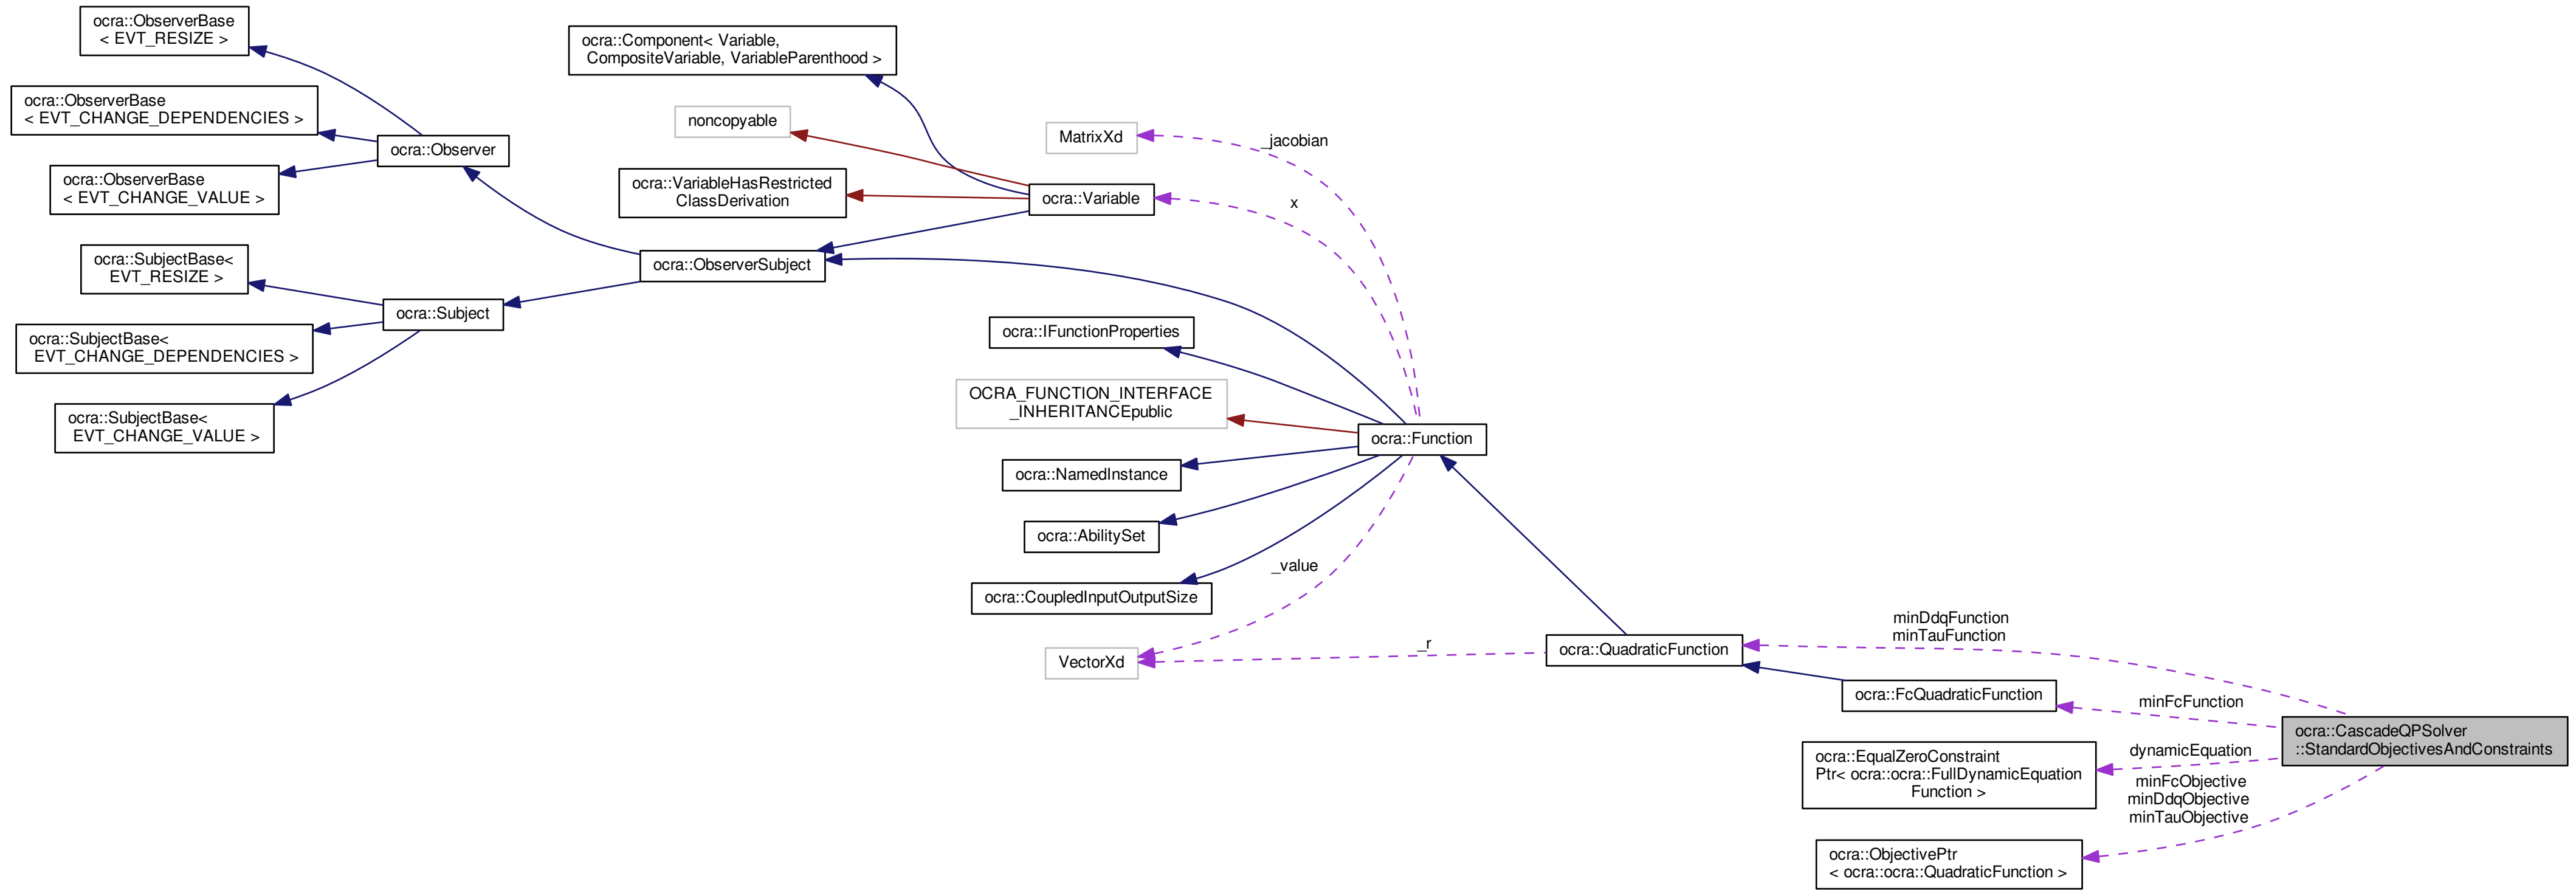 ocra::ObserverBase
< EVT_RESIZE >
ocra::ObserverBase
< EVT_CHANGE_DEPENDENCIES >
ocra::ObserverBase
< EVT_CHANGE_VALUE >
ocra::SubjectBase<
EVT_RESIZE >
ocra::SubjectBase<
EVT_CHANGE_DEPENDENCIES >
ocra::SubjectBase<
EVT_CHANGE_VALUE >
ocra::Observer
ocra::Subject
ocra::Component< Variable,
CompositeVariable, VariableParenthood >
noncopyable
ocra::VariableHasRestricted
ClassDerivation
ocra::ObserverSubject
MatrixXd
ocra::Variable
ocra::IFunctionProperties
OCRA_FUNCTION_INTERFACE
_INHERITANCEpublic
ocra::NamedInstance
ocra::AbilitySet
ocra::CoupledInputOutputSize
VectorXd
_jacobian
x
_value
ocra::Function
_r
ocra::QuadraticFunction
minDdqFunction
minTauFunction
ocra::FcQuadraticFunction
minFcFunction
ocra::EqualZeroConstraint
Ptr< ocra::ocra::FullDynamicEquation
Function >
dynamicEquation
minFcObjective
minDdqObjective
minTauObjective
ocra::ObjectivePtr
< ocra::ocra::QuadraticFunction >
ocra::CascadeQPSolver
::StandardObjectivesAndConstraints